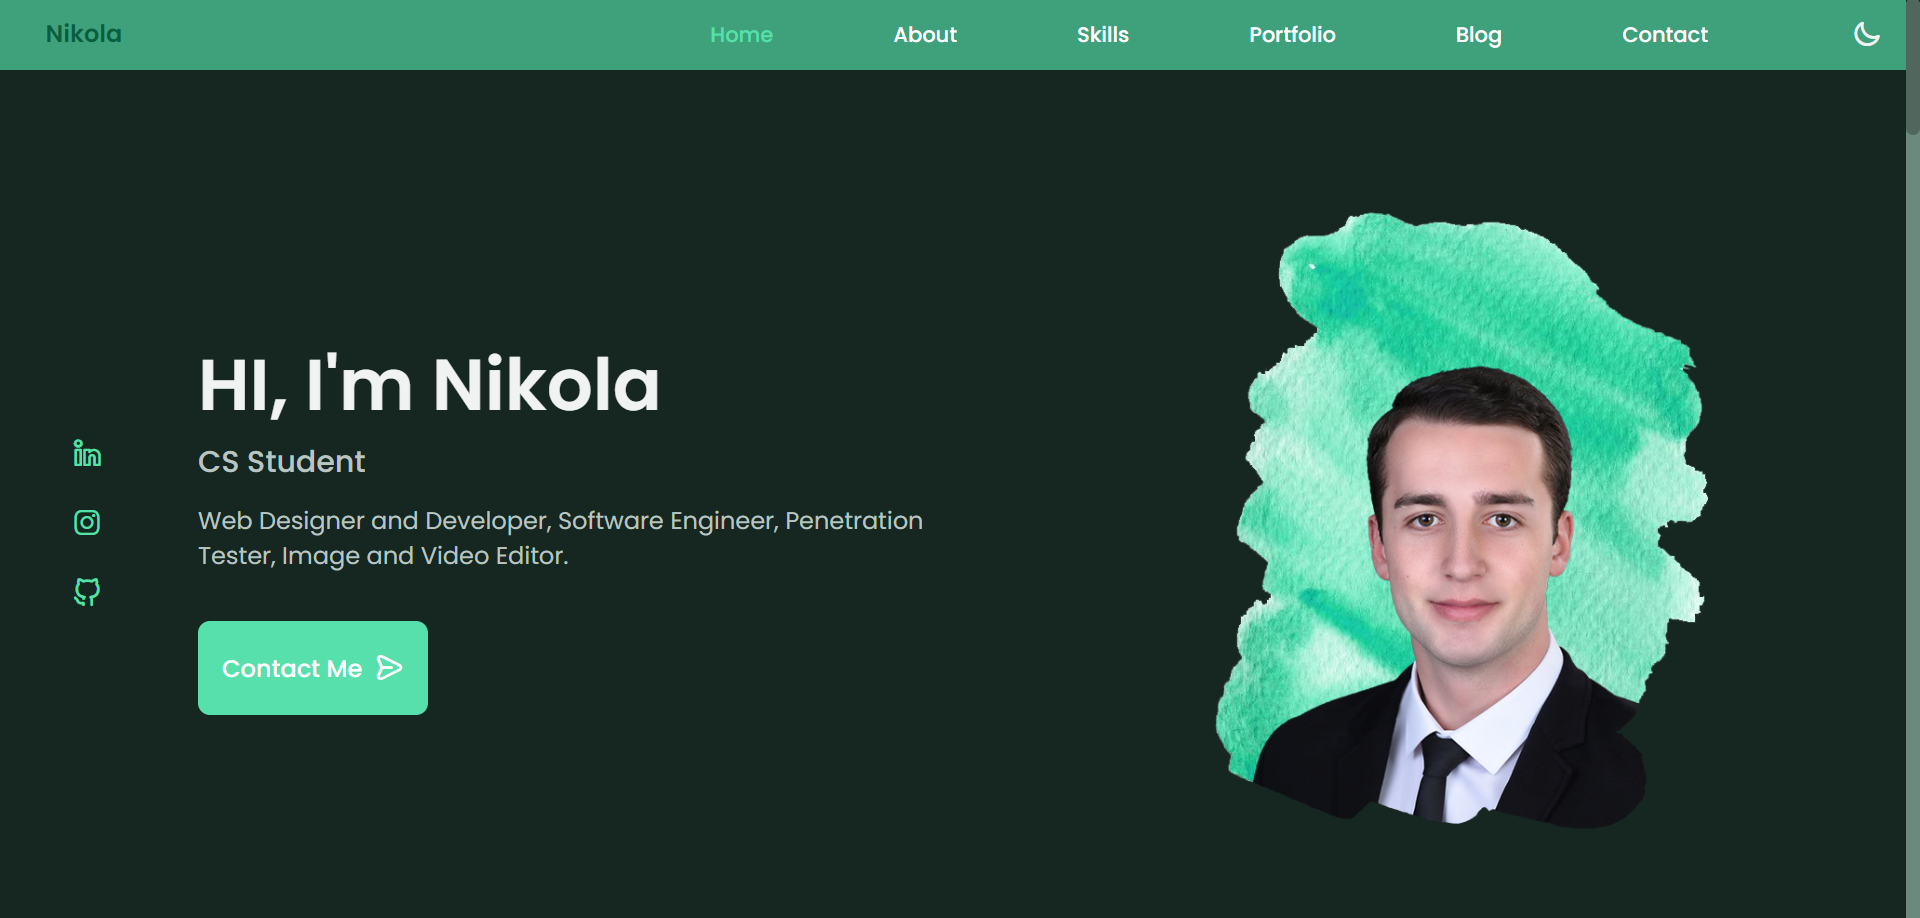 Nikola
Home
About
Skills
Portfolio
Blog
Contact
HI, I'm Nikola
CS Student
Web Designer and Developer, Software Engineer, Penetration
Tester, Image and Video Editor.
Contact Me